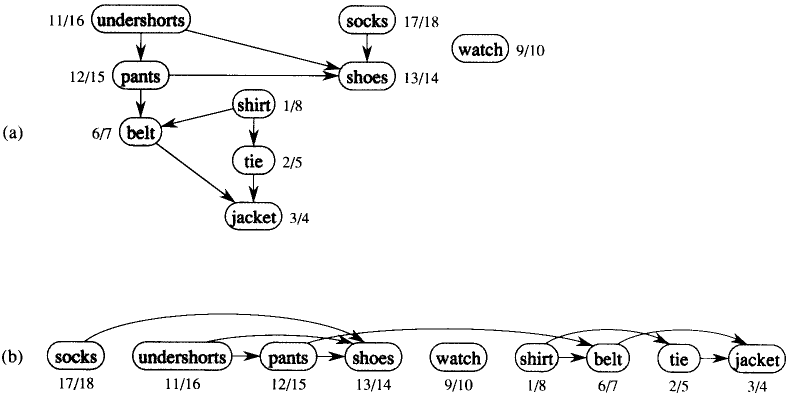 11/16 undershorts socks 17/18
watch 9/10
12/15 pants shoes 13/14
shirt 1/8
(a) 6/7 belt
tie 2/5
jacket 3/4
(b) socks undershorts pants shoes watch shirt belt tie jacket
17/18 11/16 12/15 13/14 9/10 1/8 6/7 2/5 3/4